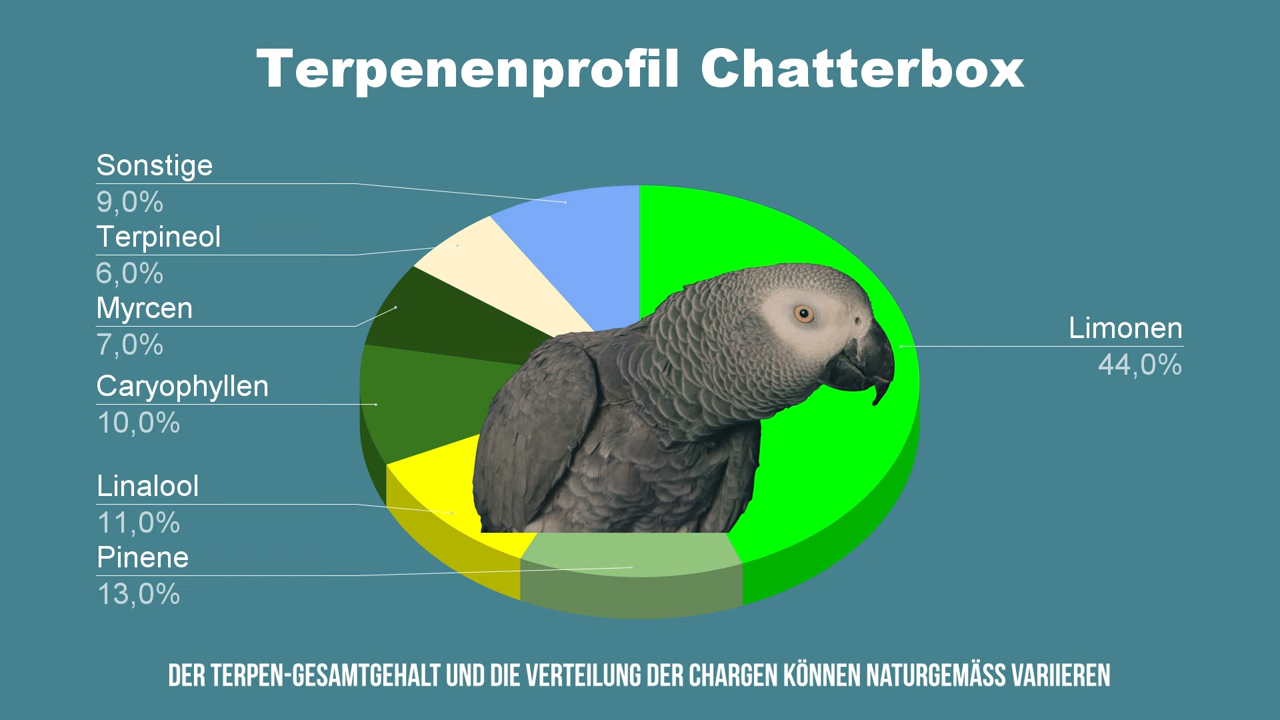 Terpenenprofil Chatterbox
Sonstige
9,0%
Terpineol
6,0%
Myrcen
7,0%
Caryophyllen
10,0%
Linalool
11,0%
Pinene
13,0%
Limonen
44,0%
DER TERPEN-GESAMTGEHALT UND DIE VERTEILUNG DER CHARGEN KÖNNEN NATURGEMÄSS VARIIEREN